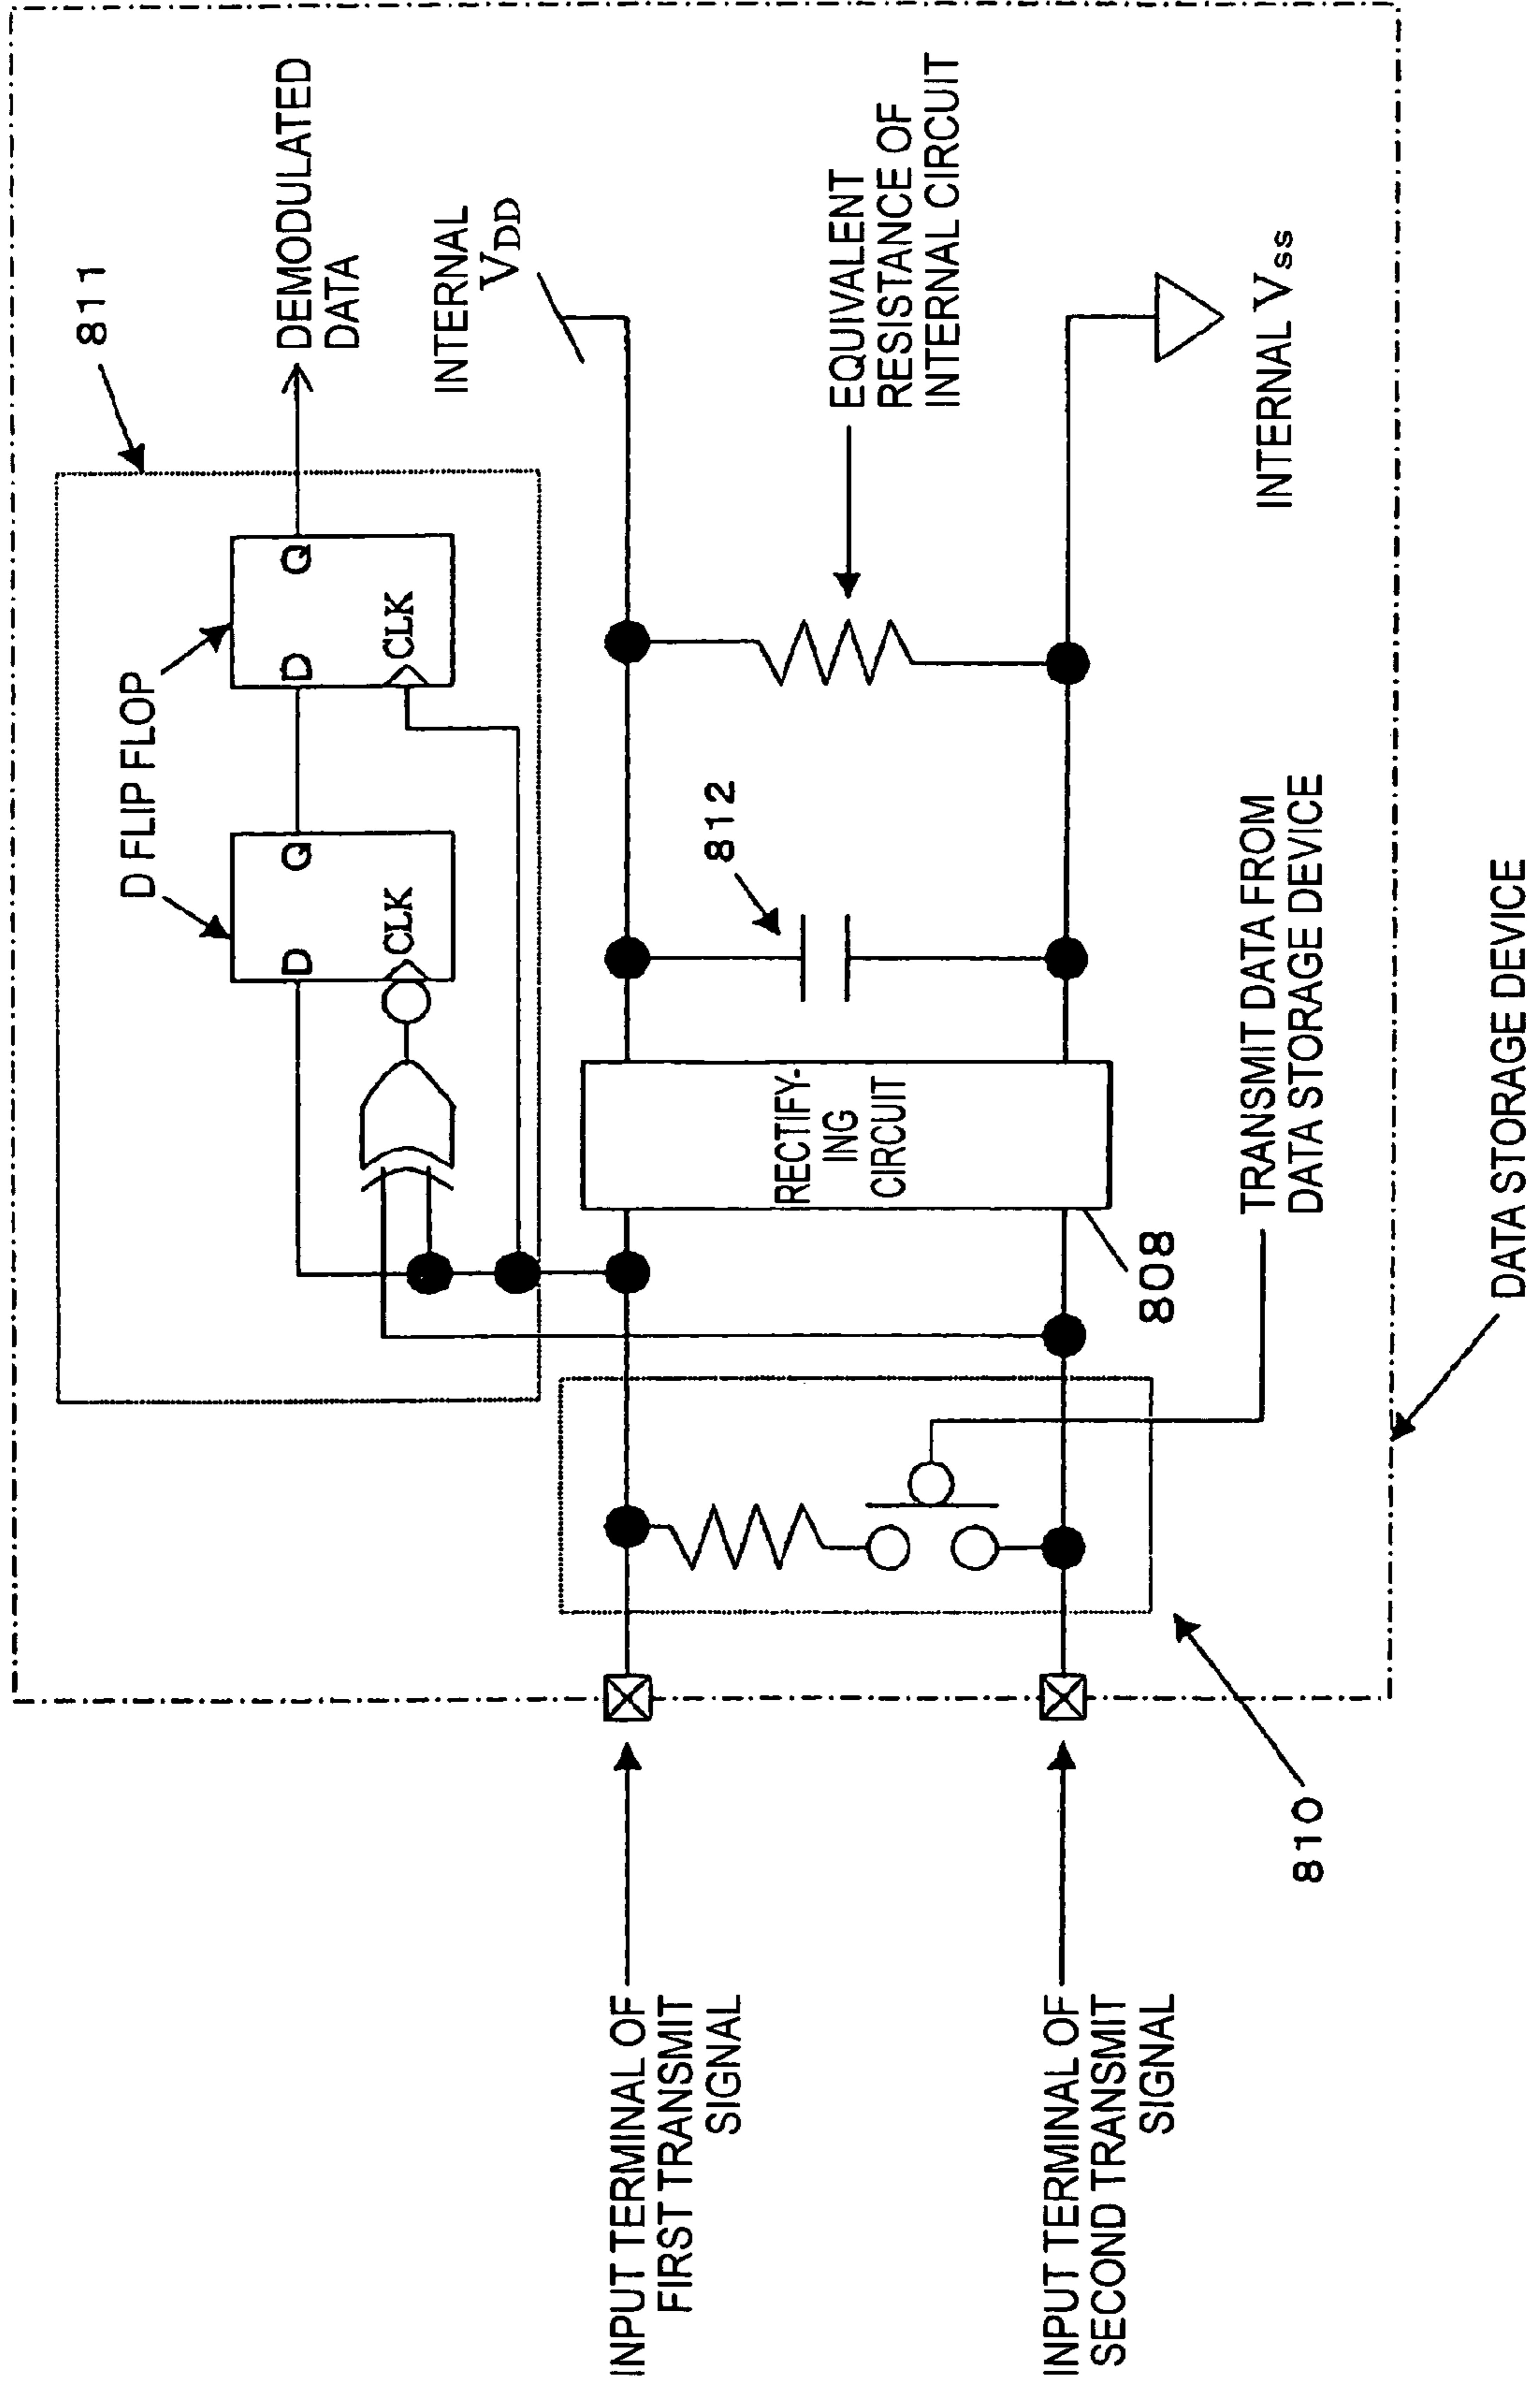 811
D FLIP FLOP
D
Q
CLK
D
Q
CLK
DEMODULATED
DATA
INTERNAL
VDD
812
EQUIVALENT
RESISTANCE OF
INTERNAL CIRCUIT
RECTIFY-
ING
CIRCUIT
808
INTERNAL Vss
TRANSMIT DATA FROM
DATA STORAGE DEVICE
INPUT TERMINAL OF
FIRST TRANSMIT
SIGNAL
INPUT TERMINAL OF
SECOND TRANSMIT
SIGNAL
810
DATA STORAGE DEVICE